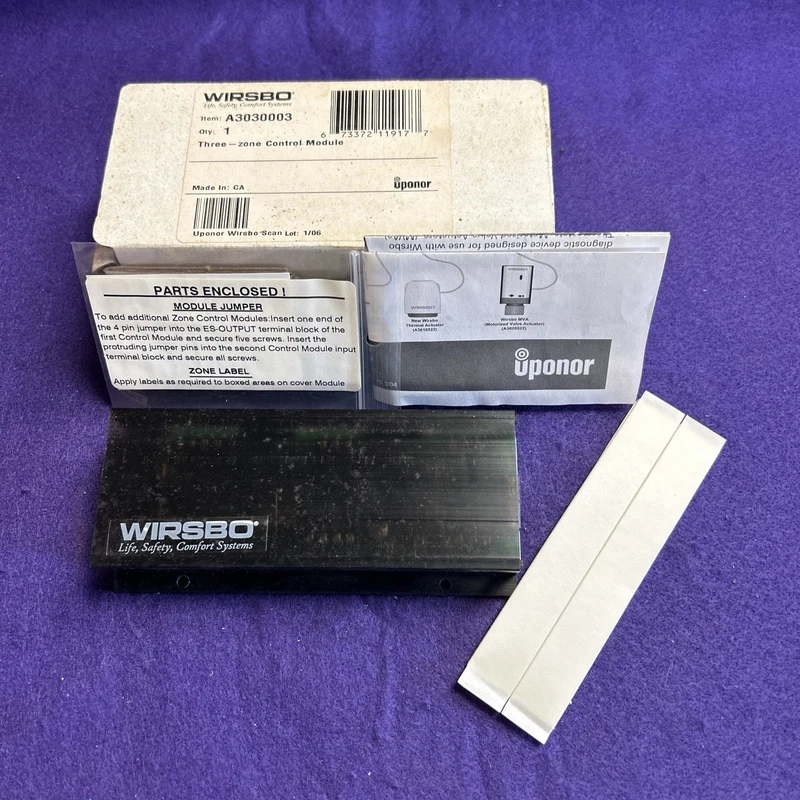 WIRSBO
Life, Safety, Comfort Systems
Item: A3030003
Qty: 1
6 73372 11917 7
Three-zone Control Module
Made In: CA
uponor
Uponor Wirsbo Scan Lot: 1/06
PARTS ENCLOSED !
MODULE JUMPER
To add additional Zone Control Modules:Insert one end of
the 4 pin jumper into the ES-OUTPUT terminal block of the
first Control Module and secure five screws. Insert the
protruding jumper pins into the second Control Module input
terminal block and secure all screws.
ZONE LABEL
Apply labels as required to boxed areas on cover Module
diagnostic device designed for use with Wirsbo
WIRSBO
New Wirsbo
Thermal Actuator
(A3010522)
WIRSBO
Wirsbo MVA
(Motorized Valve Actuator)
(A3020522)
uponor
WIRSBO
Life, Safety, Comfort Systems